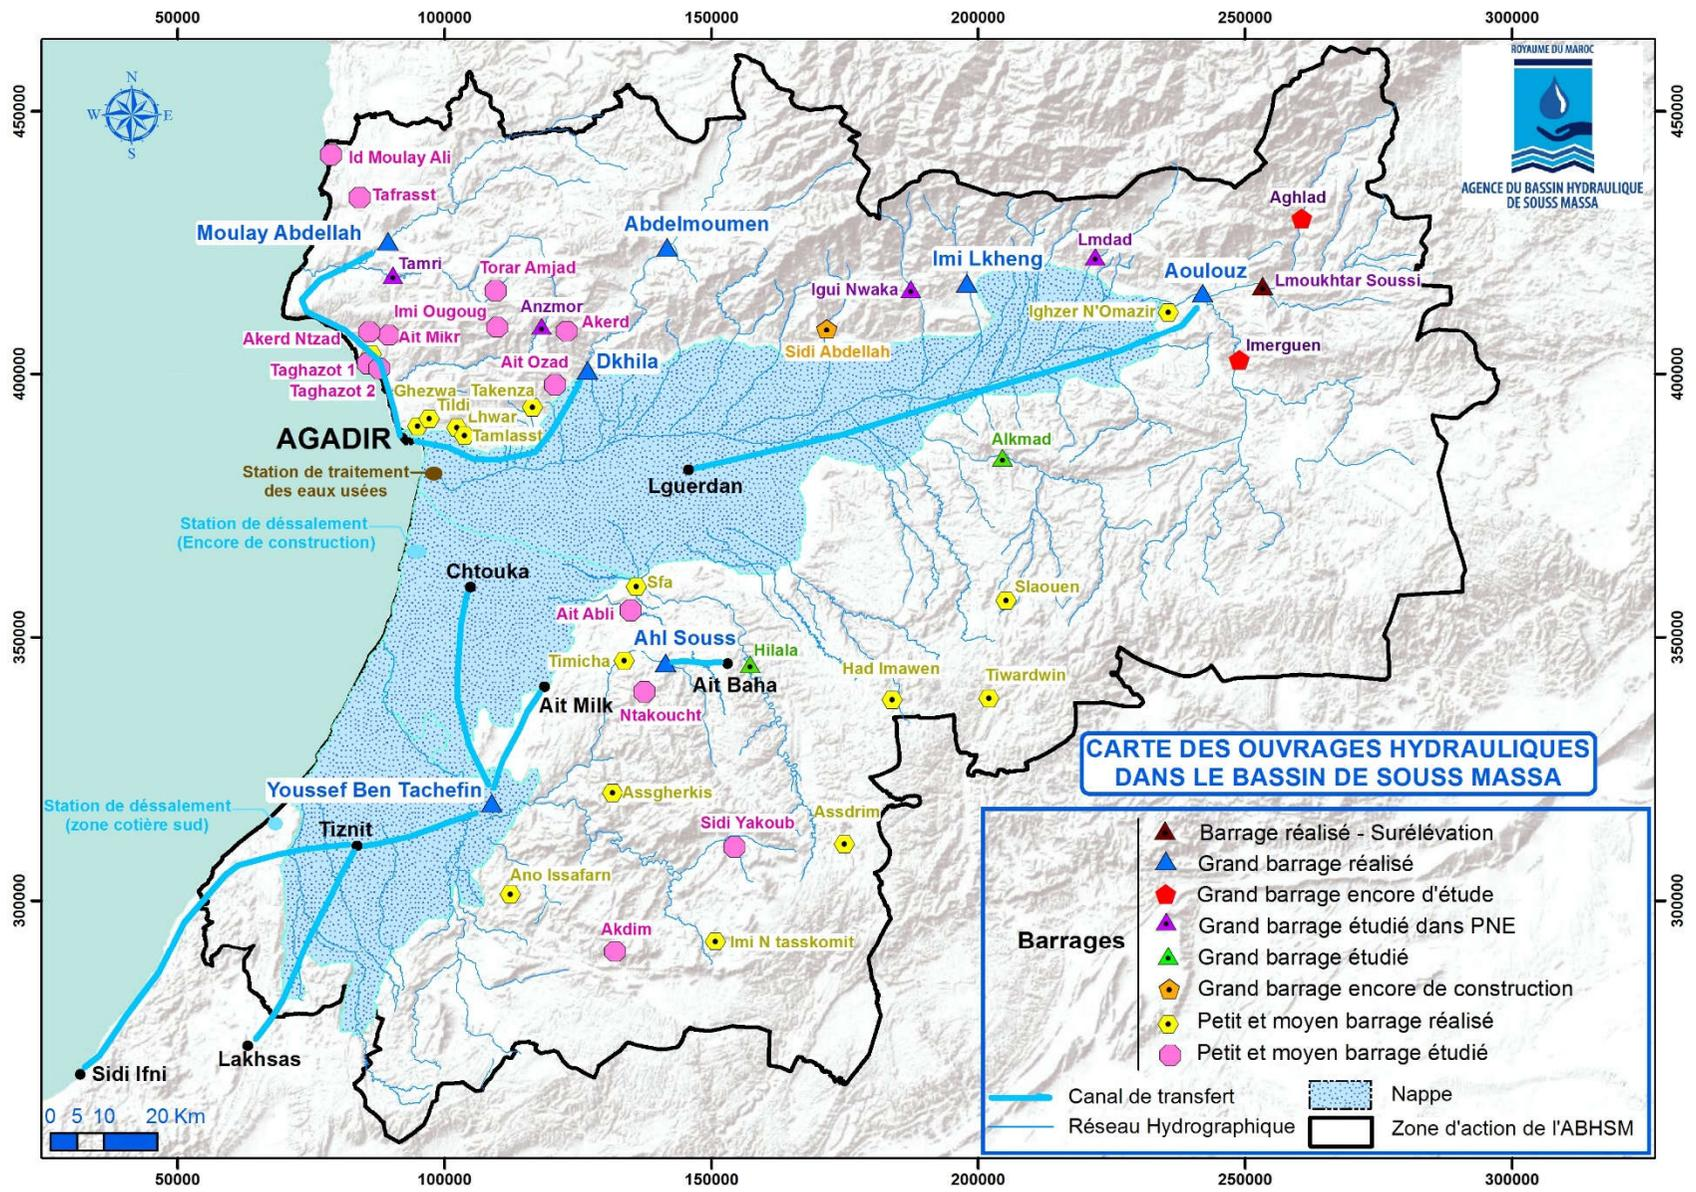 50000 100000 150000 200000 250000 300000
ROYAUME DU MAROC
AGENCE DU BASSIN HYDRAULIQUE
DE SOUSS MASSA
N
W E
S
450000
450000
400000
400000
350000
350000
300000
300000
Id Moulay Ali
Tafrasst
Moulay Abdellah
Tamri
Abdelmoumen
Aghlad
Lmdad
Imi Lkheng
Aoulouz
Lmoukhtar Soussi
Torar Amjad
Igui Nwaka
Imi Ougoug
Anzmor
Akerd
Ighzer N'Omazir
Akerd Ntzad
Ait Mikr
Sidi Abdellah
Imerguen
Taghazot 1
Ait Ozad
Dkhila
Taghazot 2
Ghezwa
Takenza
Tildi
Lhwar
Tamlasst
AGADIR
Alkmad
Station de traitement
des eaux usées
Lguerdan
Station de déssalement
(Encore de construction)
Chtouka
Sfa
Slaouen
Ait Abli
Ahl Souss
Hilala
Timicha
Ait Baha
Had Imawen
Tiwardwin
Ait Milk
Ntakoucht
Youssef Ben Tachefin
Assgherkis
Station de déssalement
(zone cotière sud)
Tiznit
Sidi Yakoub
Assdrim
Ano Issafarn
Akdim
Imi N tasskomit
Lakhsas
Sidi Ifni
0 5 10 20 Km
CARTE DES OUVRAGES HYDRAULIQUES
DANS LE BASSIN DE SOUSS MASSA
Barrages
Barrage réalisé - Surélévation
Grand barrage réalisé
Grand barrage encore d'étude
Grand barrage étudié dans PNE
Grand barrage étudié
Grand barrage encore de construction
Petit et moyen barrage réalisé
Petit et moyen barrage étudié
Canal de transfert
Nappe
Réseau Hydrographique
Zone d'action de l'ABHSM
50000 100000 150000 200000 250000 300000